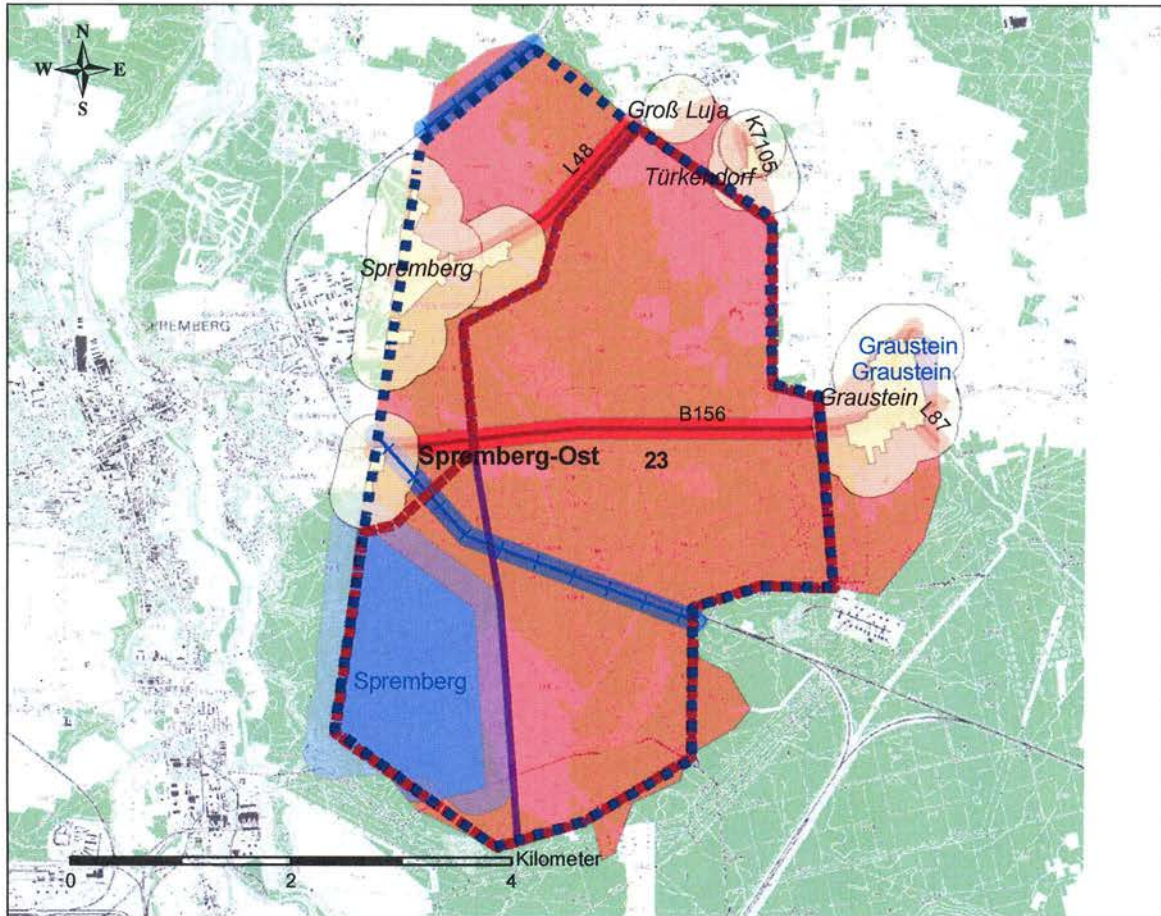 N
W E
S
Groß Luja
K7105
L48
Türkendorf
Spremberg
SPREMBERG
Graustein
Graustein
Graustein
L87
B156
Spremberg-Ost 23
Spremberg
Kilometer
0 2 4